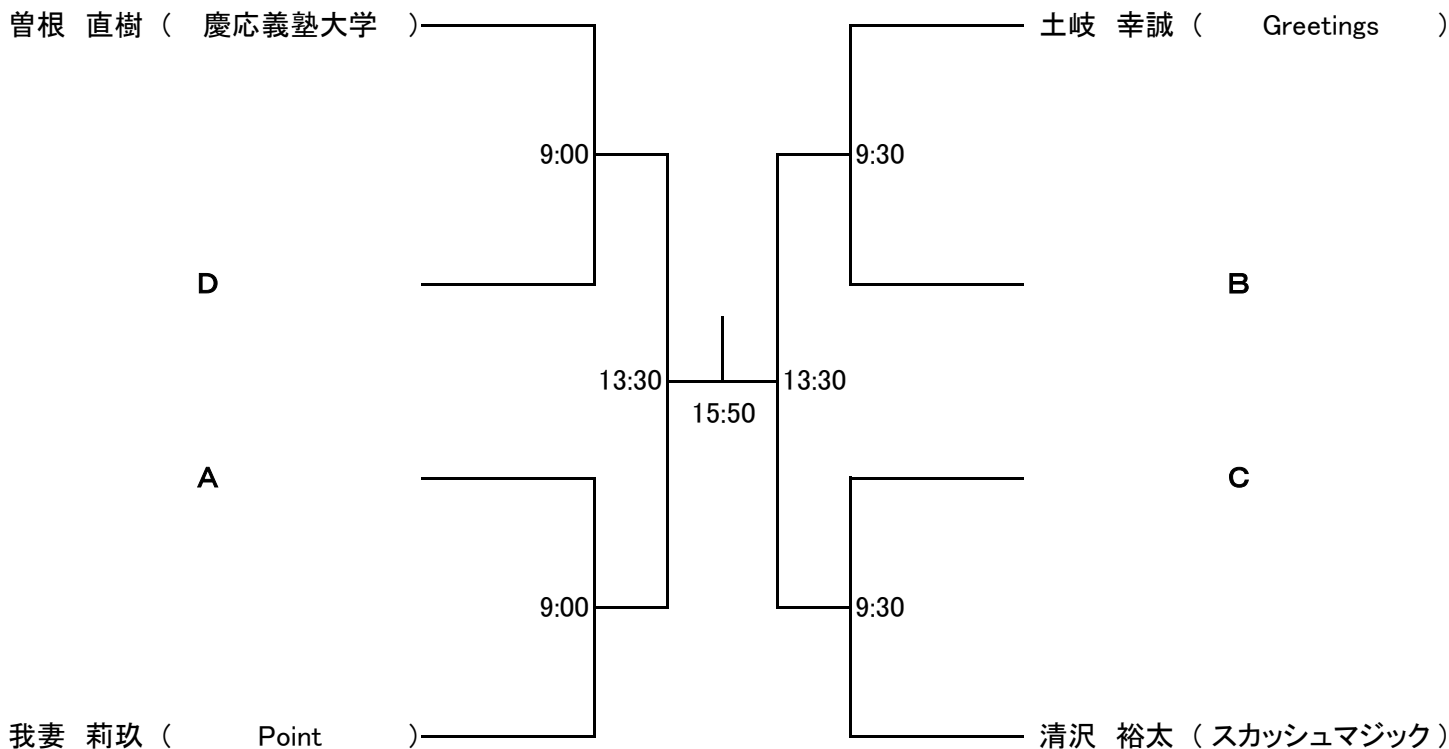 曽根　直樹（　慶応義塾大学　）
土岐　幸誠（　Greetings　）
9:00
9:30
D
B
13:30
13:30
15:50
A
C
9:00
9:30
我妻　莉玖（　Point　）
清沢　裕太（スカッシュマジック）